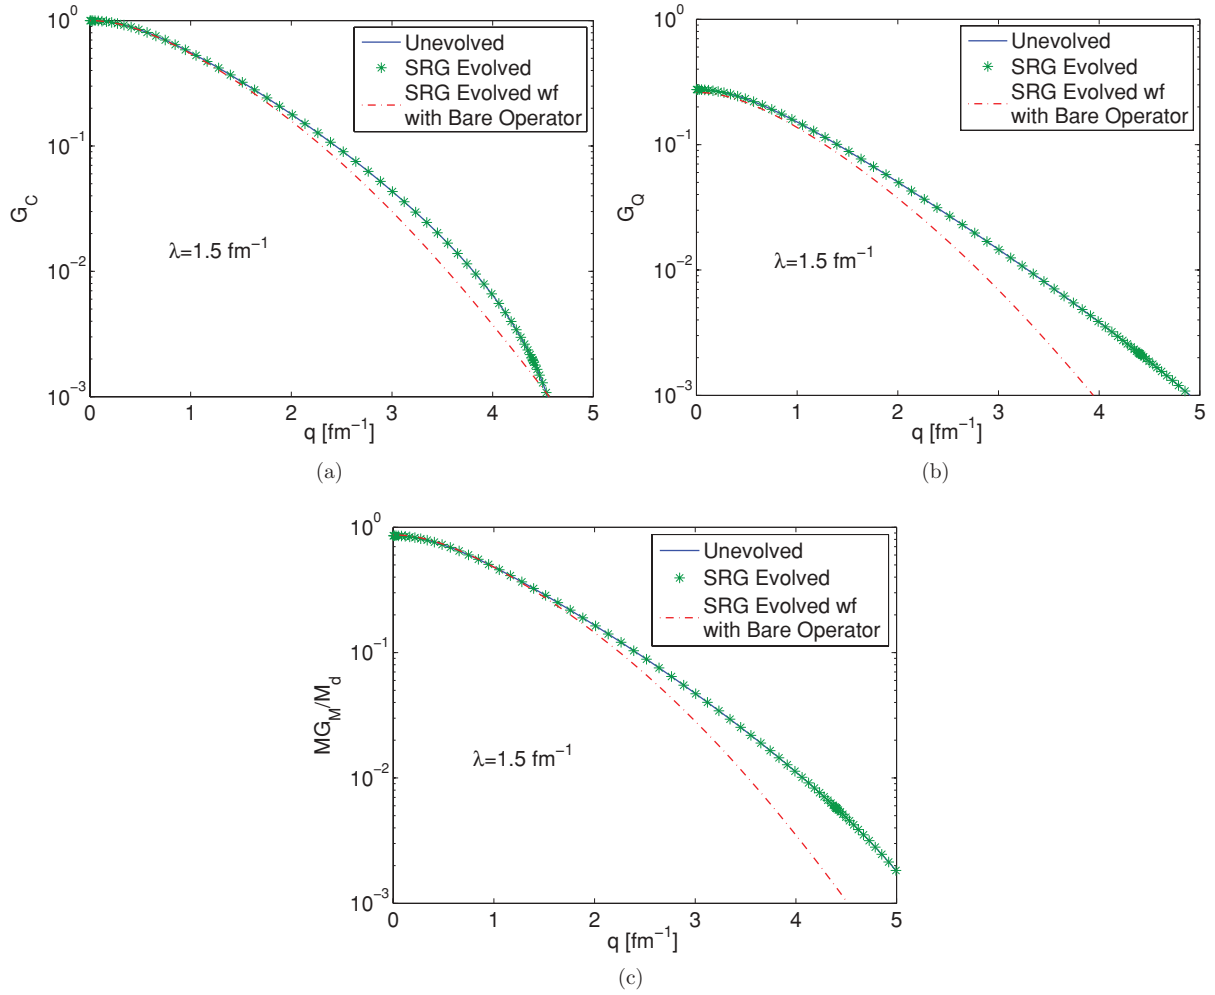 10^0
10^-1
10^-2
10^-3
G_C
0 1 2 3 4 5
q [fm^-1]
Unevolved
SRG Evolved
SRG Evolved wf
with Bare Operator
λ=1.5 fm^-1
(a)
10^0
10^-1
10^-2
10^-3
G_Q
0 1 2 3 4 5
q [fm^-1]
Unevolved
SRG Evolved
SRG Evolved wf
with Bare Operator
λ=1.5 fm^-1
(b)
10^0
10^-1
10^-2
10^-3
MG_M/M_d
0 1 2 3 4 5
q [fm^-1]
Unevolved
SRG Evolved
SRG Evolved wf
with Bare Operator
λ=1.5 fm^-1
(c)